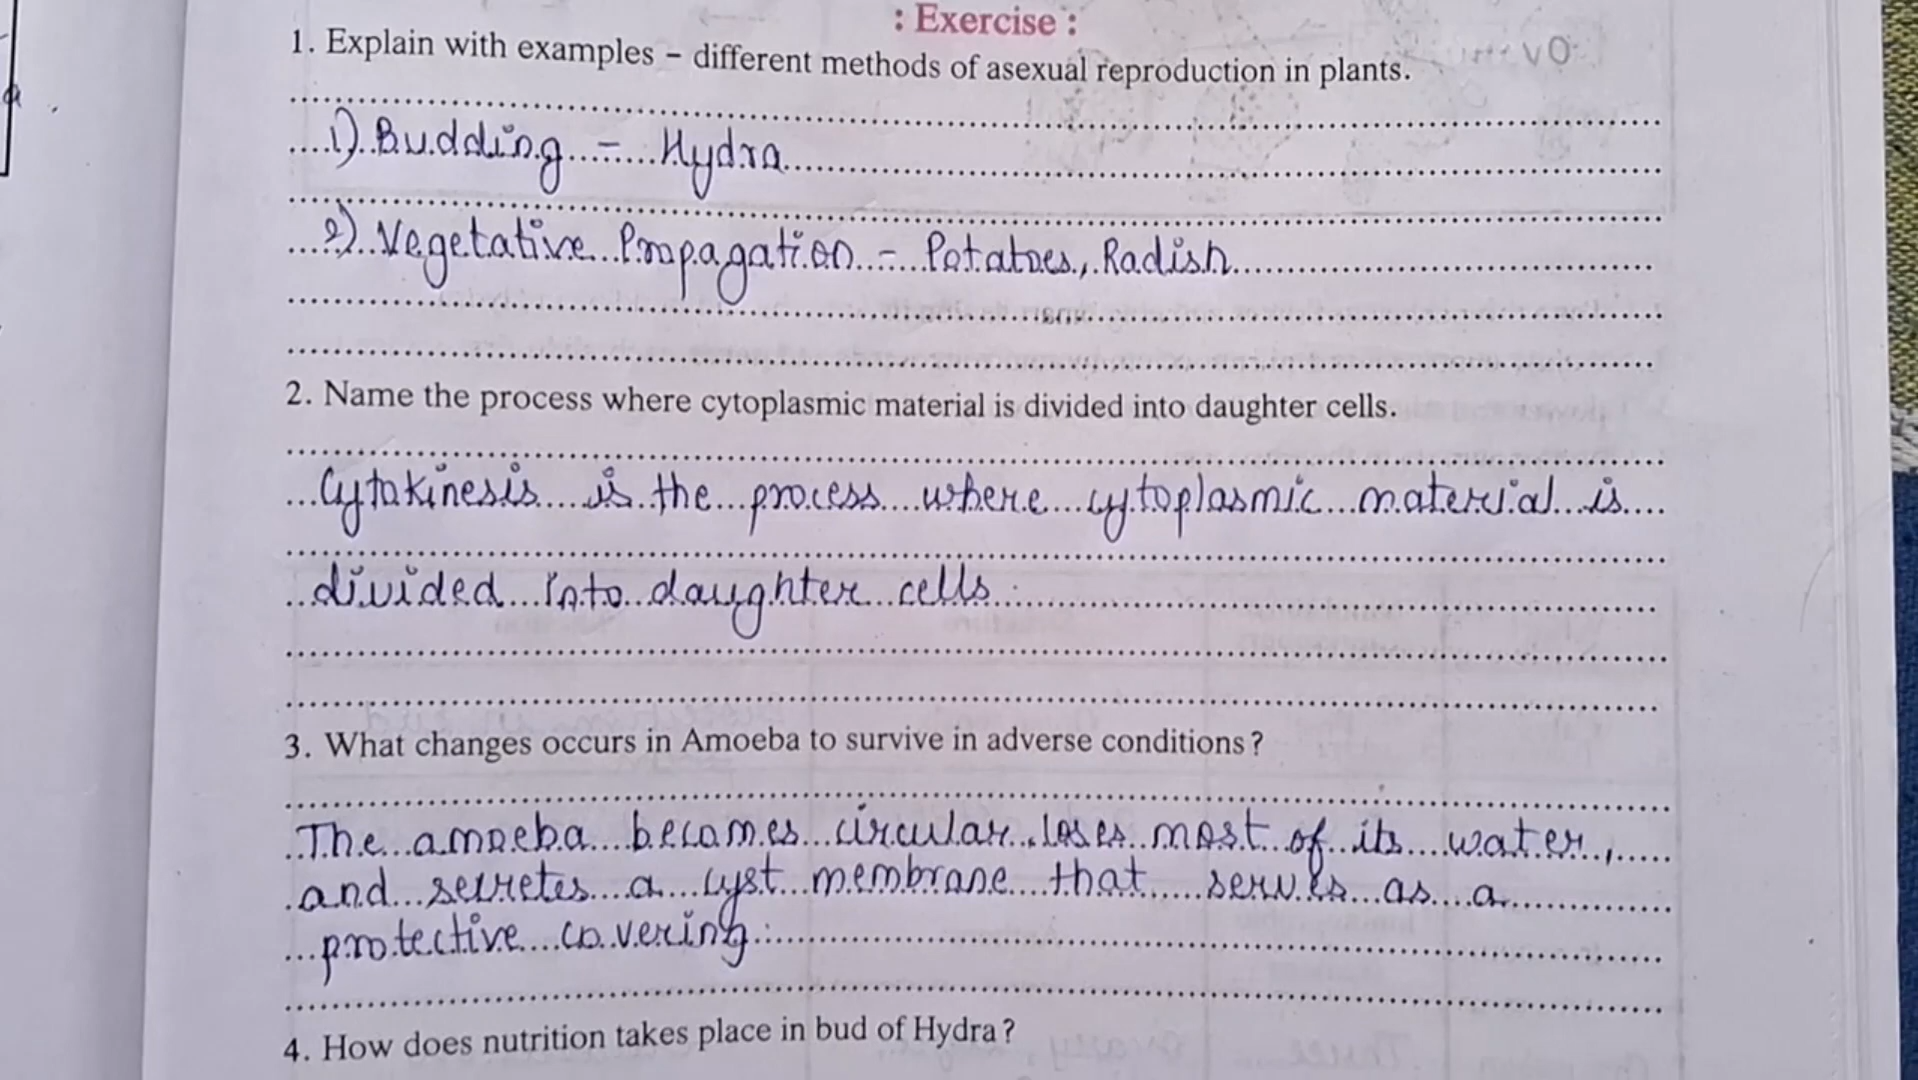 : Exercise :
1. Explain with examples – different methods of asexual reproduction in plants.
1) Budding – Hydra
2) Vegetative Propagation – Potatoes, Radish
2. Name the process where cytoplasmic material is divided into daughter cells.
Cytokinesis is the process where cytoplasmic material is
divided into daughter cells.
3. What changes occurs in Amoeba to survive in adverse conditions?
The amoeba becomes circular, loses most of its water,
and secretes a cyst membrane that serves as a
protective covering.
4. How does nutrition takes place in bud of Hydra?